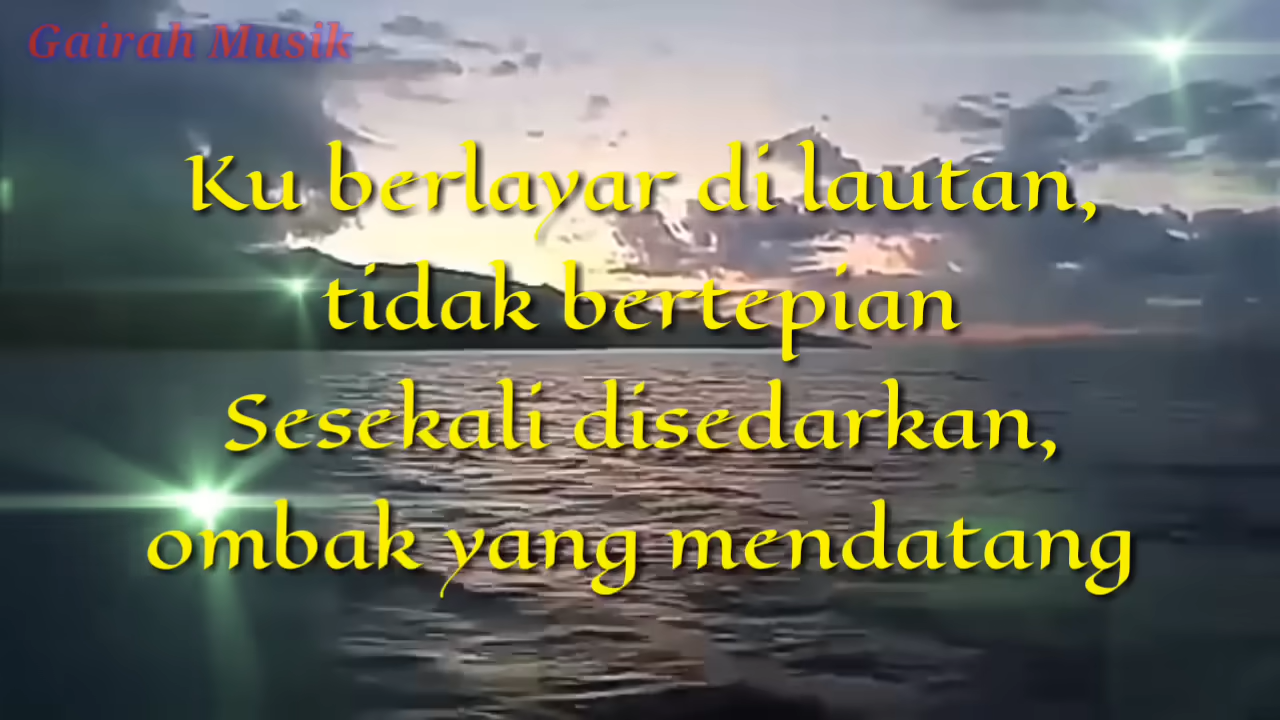 Gairah Musik
Ku berlayar di lautan,
tidak bertepian
Sesekali disedarkan,
ombak yang mendatang